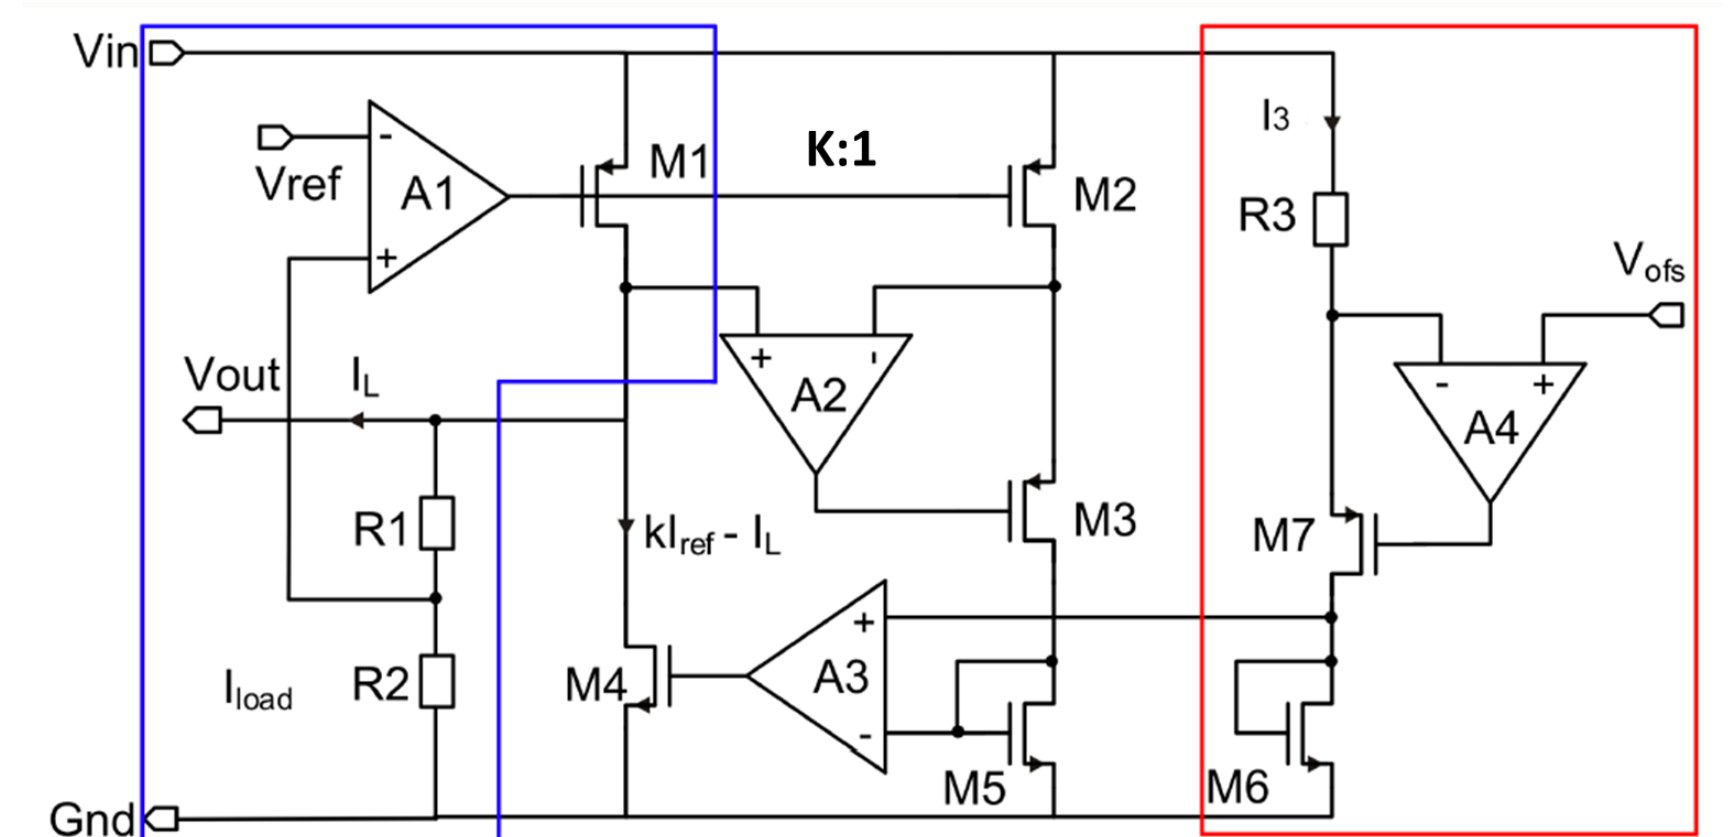 Vin
Vref
-
A1
+
M1
K:1
M2
I3
R3
Vofs
Vout
IL
+
-
A2
-
+
A4
R1
kIref - IL
M3
M7
Iload
R2
M4
+
A3
-
M5
M6
Gnd